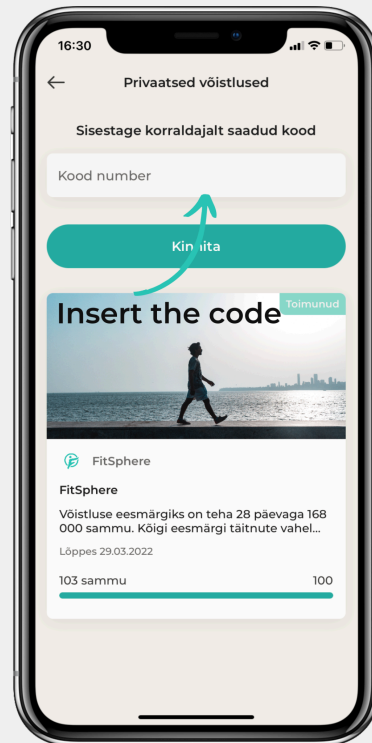 16:30
Privaatsed võistlused
Sisestage korraldajalt saadud kood
Kood number
Kinnita
Toimunud
Insert the code
FitSphere
FitSphere
Võistluse eesmärgiks on teha 28 päevaga 168
000 sammu. Kõigi eesmärgi täitnute vahel...
Lõppes 29.03.2022
103 sammu 100